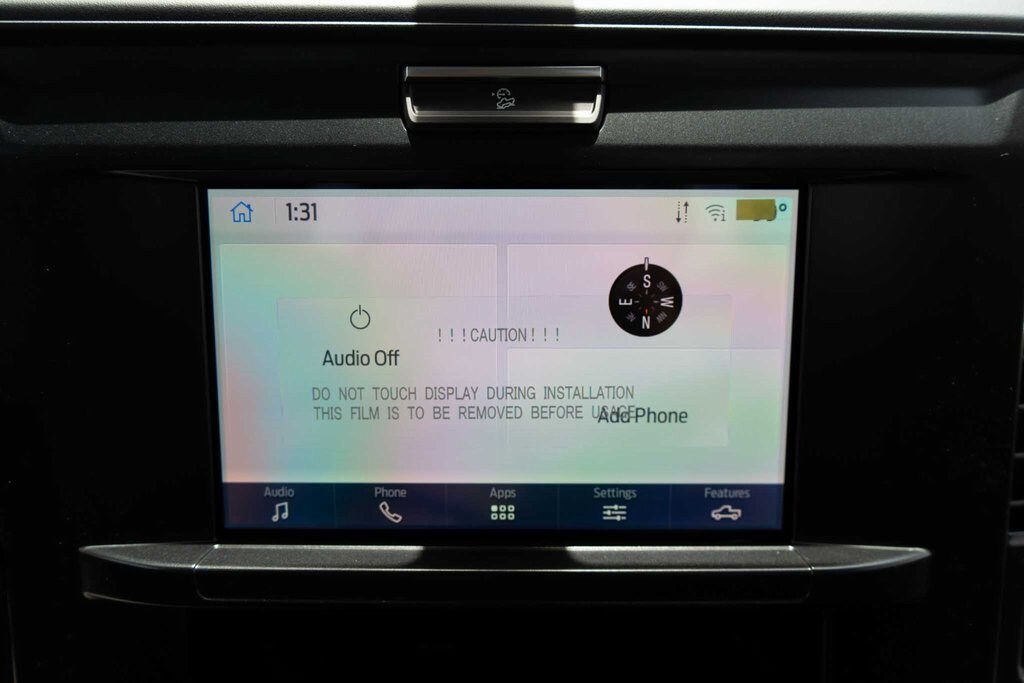 1:31
S
E
W
N
!!!CAUTION!!!
Audio Off
DO NOT TOUCH DISPLAY DURING INSTALLATION
THIS FILM IS TO BE REMOVED BEFORE USAGE
Add Phone
Audio
Phone
Apps
Settings
Features